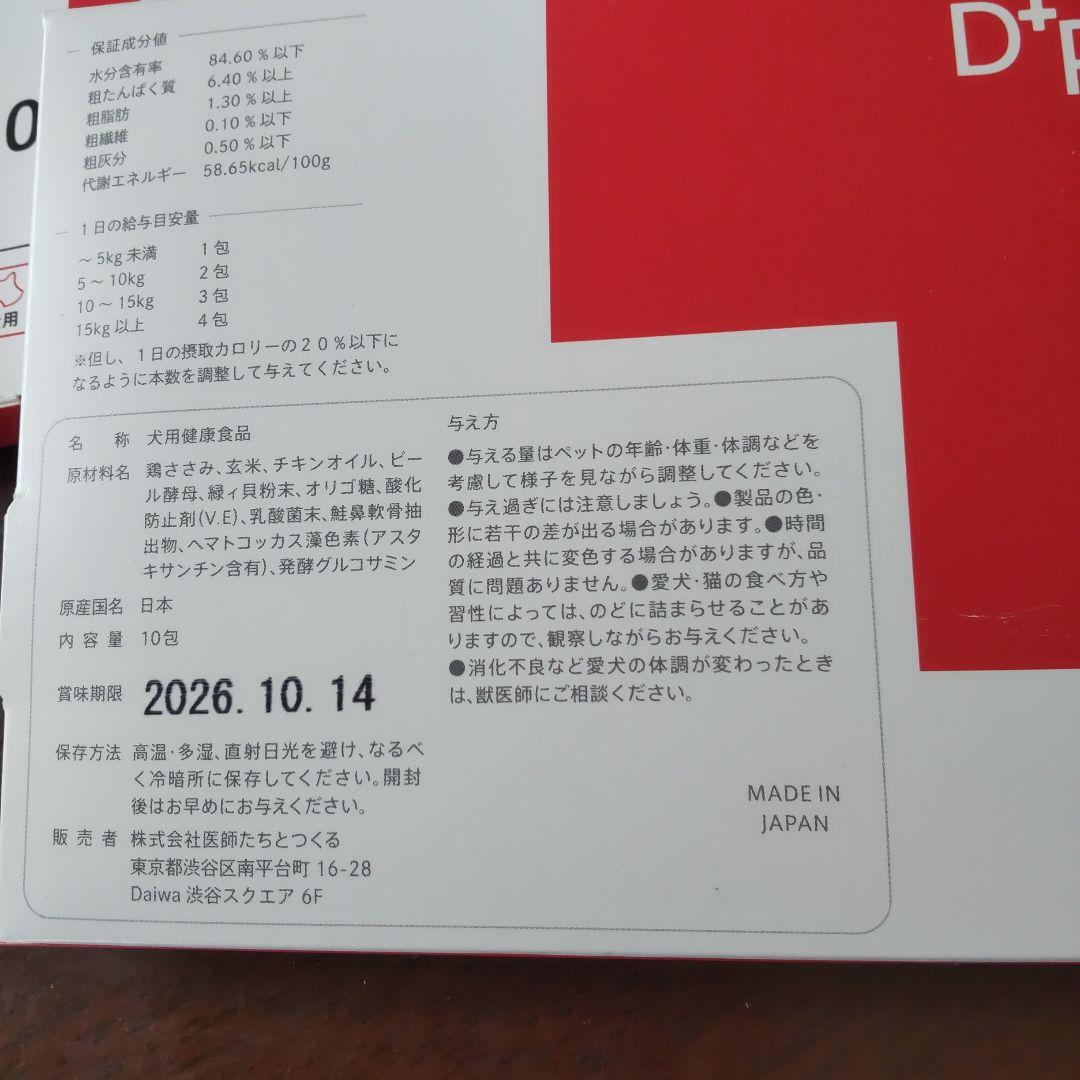 D+
0
用
保証成分値
水分含有率 84.60％以下
粗たんぱく質 6.40％以上
粗脂肪 1.30％以上
粗繊維 0.10％以下
粗灰分 0.50％以下
代謝エネルギー 58.65kcal/100g
1日の給与目安量
～5kg未満 1包
5～10kg 2包
10～15kg 3包
15kg以上 4包
※但し、1日の摂取カロリーの20％以下に
なるように本数を調整して与えてください。
名 称 犬用健康食品
原材料名 鶏ささみ、玄米、チキンオイル、ビー
ル酵母、緑ィ貝粉末、オリゴ糖、酸化
防止剤(V.E)、乳酸菌末、鮭鼻軟骨抽
出物、ヘマトコッカス藻色素(アスタ
キサンチン含有)、発酵グルコサミン
原産国名 日本
内容量 10包
賞味期限 2026.10.14
保存方法 高温・多湿、直射日光を避け、なるべ
く冷暗所に保存してください。開封
後はお早めにお与えください。
販売者 株式会社医師たちとつくる
東京都渋谷区南平台町 16-28
Daiwa 渋谷スクエア 6F
与え方
●与える量はペットの年齢・体重・体調などを
考慮して様子を見ながら調整してください。
●与え過ぎには注意しましょう。●製品の色・
形に若干の差が出る場合があります。●時間
の経過と共に変色する場合がありますが、品
質に問題ありません。●愛犬・猫の食べ方や
習性によっては、のどに詰まらせることがあ
りますので、観察しながらお与えください。
●消化不良など愛犬の体調が変わったとき
は、獣医師にご相談ください。
MADE IN
JAPAN